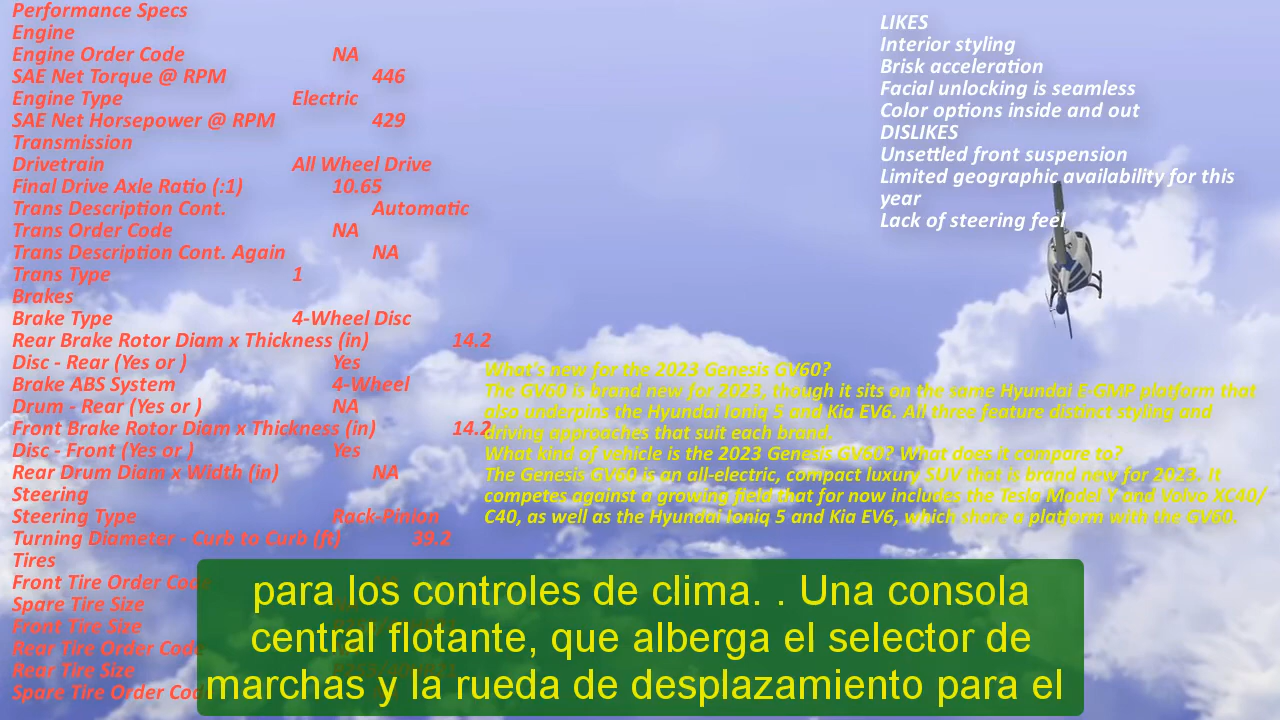 Performance Specs
Engine
Engine Order Code NA
SAE Net Torque @ RPM 446
Engine Type Electric
SAE Net Horsepower @ RPM 429
Transmission
Drivetrain All Wheel Drive
Final Drive Axle Ratio (:1) 10.65
Trans Description Cont. Automatic
Trans Order Code NA
Trans Description Cont. Again NA
Trans Type 1
Brakes
Brake Type 4-Wheel Disc
Rear Brake Rotor Diam x Thickness (in) 14.2
Disc - Rear (Yes or ) Yes
Brake ABS System 4-Wheel
Drum - Rear (Yes or ) NA
Front Brake Rotor Diam x Thickness (in) 14.2
Disc - Front (Yes or ) Yes
Rear Drum Diam x Width (in) NA
Steering
Steering Type Rack-Pinion
Turning Diameter - Curb to Curb (ft) 39.2
Tires
Front Tire Order Code
Spare Tire Size
Front Tire Size
Rear Tire Order Code
Rear Tire Size
Spare Tire Order Code
LIKES
Interior styling
Brisk acceleration
Facial unlocking is seamless
Color options inside and out
DISLIKES
Unsettled front suspension
Limited geographic availability for this
year
Lack of steering feel
What's new for the 2023 Genesis GV60?
The GV60 is brand new for 2023, though it sits on the same Hyundai E-GMP platform that
also underpins the Hyundai Ioniq 5 and Kia EV6. All three feature distinct styling and
driving approaches that suit each brand.
What kind of vehicle is the 2023 Genesis GV60? What does it compare to?
The Genesis GV60 is an all-electric, compact luxury SUV that is brand new for 2023. It
competes against a growing field that for now includes the Tesla Model Y and Volvo XC40/
C40, as well as the Hyundai Ioniq 5 and Kia EV6, which share a platform with the GV60.
para los controles de clima. . Una consola
central flotante, que alberga el selector de
marchas y la rueda de desplazamiento para el